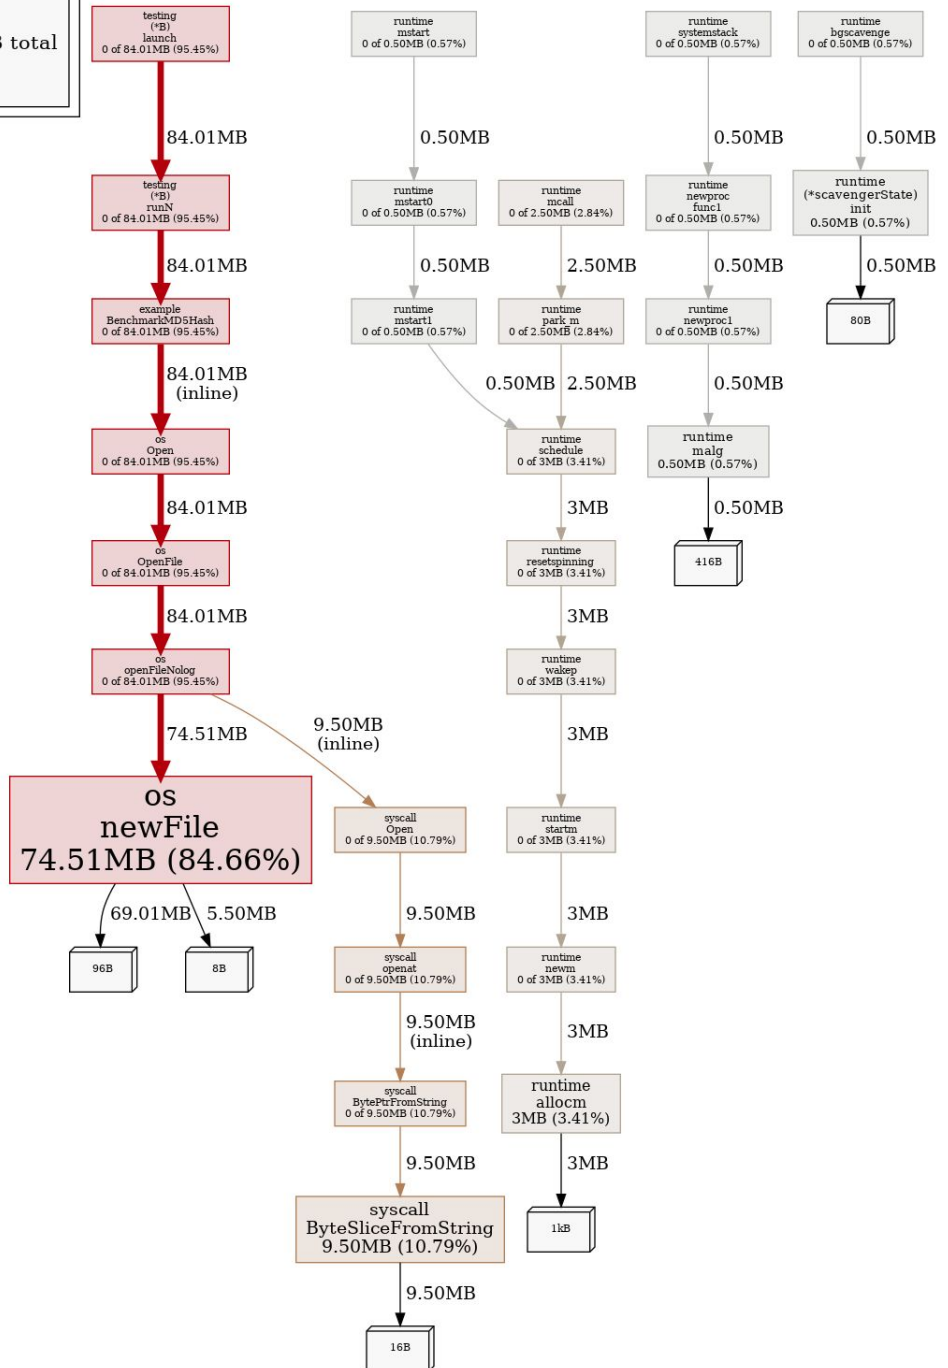 total
testing
(*B)
launch
0 of 84.01MB (95.45%)
runtime
mstart
0 of 0.50MB (0.57%)
runtime
systemstack
0 of 0.50MB (0.57%)
runtime
bgscavenge
0 of 0.50MB (0.57%)
84.01MB
0.50MB
0.50MB
0.50MB
testing
(*B)
runN
0 of 84.01MB (95.45%)
runtime
mstart0
0 of 0.50MB (0.57%)
runtime
mcall
0 of 2.50MB (2.84%)
runtime
newproc
func1
0 of 0.50MB (0.57%)
runtime
(*scavengerState)
init
0.50MB (0.57%)
84.01MB
0.50MB
2.50MB
0.50MB
0.50MB
example
BenchmarkMD5Hash
0 of 84.01MB (95.45%)
runtime
mstart1
0 of 0.50MB (0.57%)
runtime
park_m
0 of 2.50MB (2.84%)
runtime
newproc1
0 of 0.50MB (0.57%)
80B
84.01MB
(inline)
0.50MB
2.50MB
0.50MB
os
Open
0 of 84.01MB (95.45%)
runtime
schedule
0 of 3MB (3.41%)
runtime
malg
0.50MB (0.57%)
84.01MB
3MB
0.50MB
os
OpenFile
0 of 84.01MB (95.45%)
runtime
resetspinning
0 of 3MB (3.41%)
416B
84.01MB
3MB
os
openFileNolog
0 of 84.01MB (95.45%)
runtime
wakep
0 of 3MB (3.41%)
74.51MB
9.50MB
(inline)
3MB
os
newFile
74.51MB (84.66%)
syscall
Open
0 of 9.50MB (10.79%)
runtime
startm
0 of 3MB (3.41%)
69.01MB
5.50MB
9.50MB
3MB
96B
8B
syscall
openat
0 of 9.50MB (10.79%)
runtime
newm
0 of 3MB (3.41%)
9.50MB
(inline)
3MB
syscall
BytePtrFromString
0 of 9.50MB (10.79%)
runtime
allocm
3MB (3.41%)
9.50MB
3MB
syscall
ByteSliceFromString
9.50MB (10.79%)
1kB
9.50MB
16B